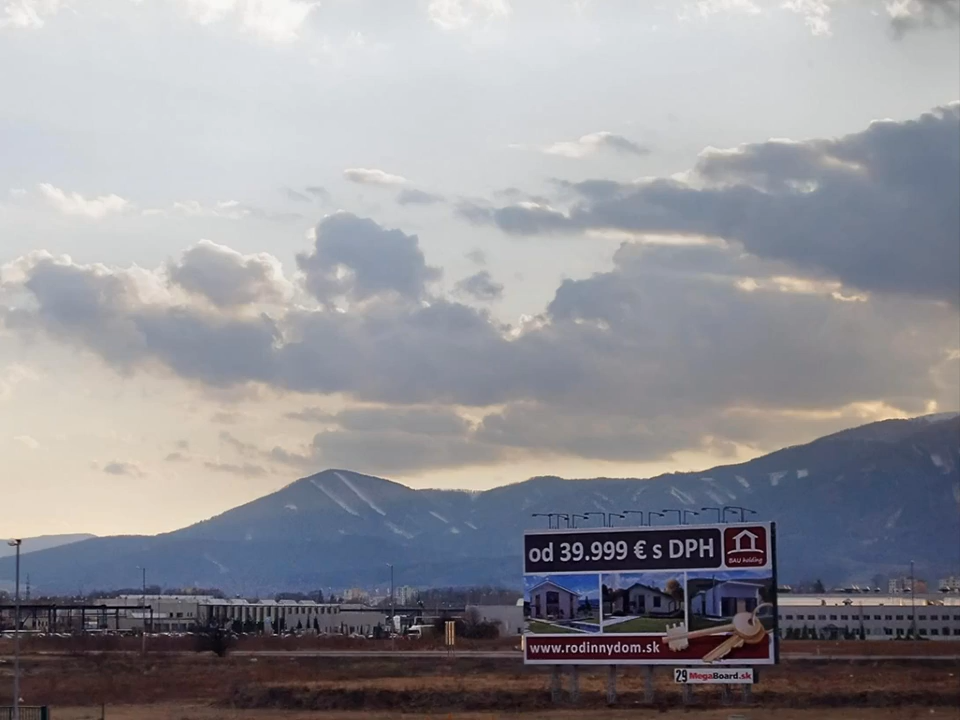 od 39.999 € s DPH
BAU holding
www.rodinnydom.sk
29 MegaBoard.sk